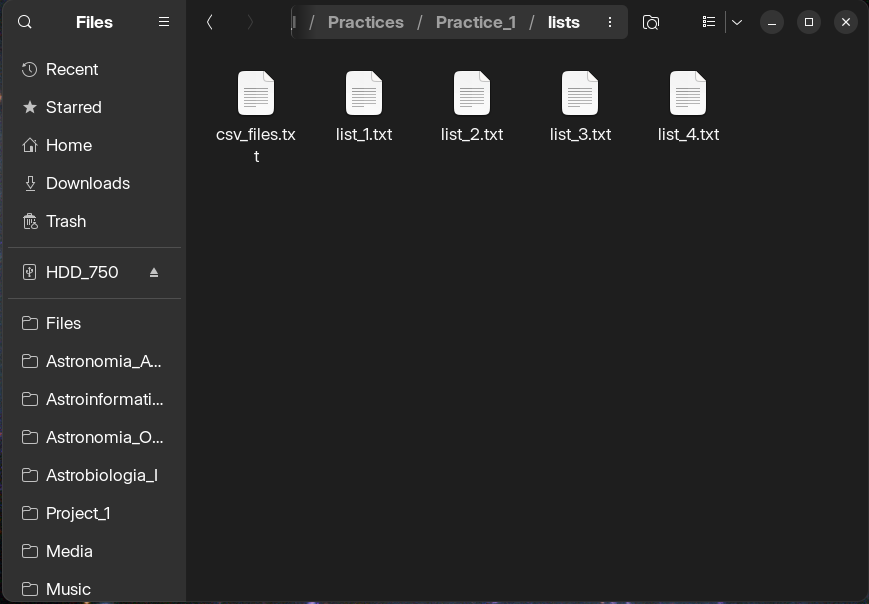 Files
/ Practices / Practice_1 / lists
Recent
Starred
Home
Downloads
Trash
HDD_750
Files
Astronomia_A...
Astroinformati...
Astronomia_O...
Astrobiologia_I
Project_1
Media
Music
csv_files.tx
t
list_1.txt
list_2.txt
list_3.txt
list_4.txt